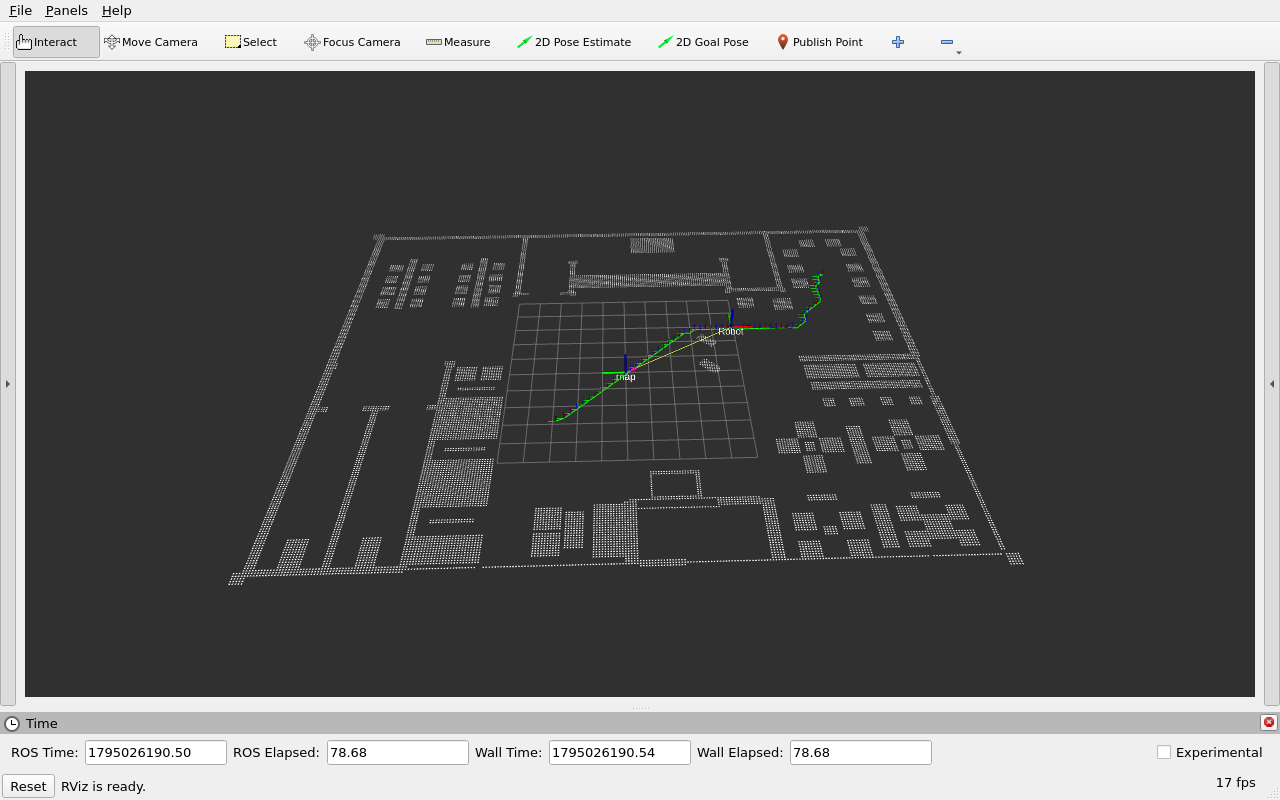 File Panels Help
Interact Move Camera Select Focus Camera Measure 2D Pose Estimate 2D Goal Pose Publish Point
Robot
map
Time
ROS Time: 1795026190.50 ROS Elapsed: 78.68 Wall Time: 1795026190.54 Wall Elapsed: 78.68 Experimental
Reset RViz is ready. 17 fps